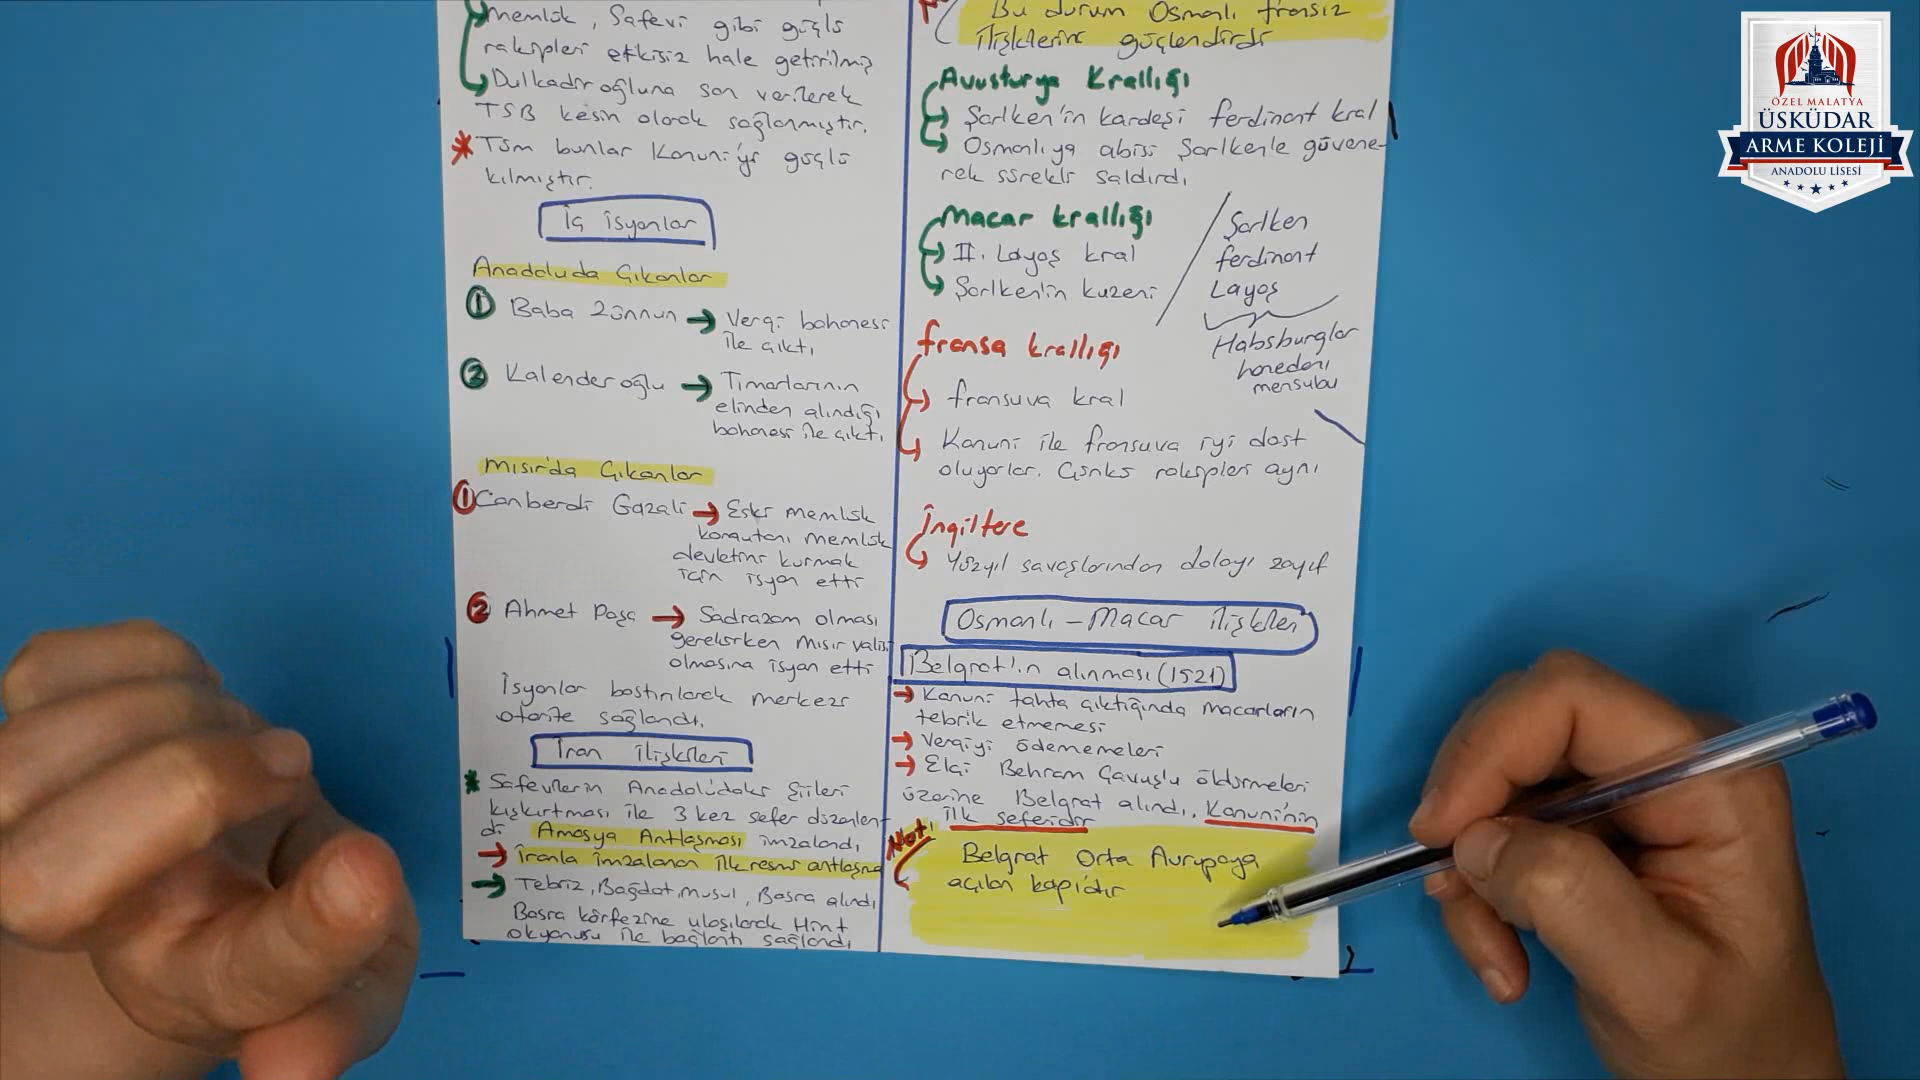 Memlük, Safevi gibi güçlü
rakipleri etkisiz hale getirilmiş
Dulkadiroğluna son verilerek
TSB kesin olarak sağlanmıştır.
* Tüm bunlar Kanuni'yi güçlü
kılmıştır.
İç İsyanlar
Anadoluda Çıkanlar
1 Baba Zünnun → Vergi bahanesi
ile çıktı
2 Kalenderoğlu → Tımarlarının
elinden alındığı
bahanesi ile çıktı
Mısır'da Çıkanlar
1 Canberdi Gazali → Eski memlük
komutanı memlük
devletini kurmak
için isyan etti
2 Ahmet Paşa → Sadrazam olması
gerekirken Mısır valisi
olmasına isyan etti
İsyanlar bastırılarak merkezi
otorite sağlandı.
İran İlişkileri
* Safevilerin Anadolu'daki Şiileri
kışkırtması ile 3 kez sefer düzenlen-
di Amasya Antlaşması imzalandı,
→ İranla imzalanan ilk resmi antlaşma
→ Tebriz, Bağdat, musul, Basra alındı
Basra körfezine ulaşılarak Hint
okyanusu ile bağlantı sağlandı
Bu durum Osmanlı fransız
ilişkilerini güçlendirdi
Avusturya Krallığı
→ Şarlken'in kardeşi ferdinant kral
→ Osmanlıya abisi Şarlkenle güvene-
rek sürekli saldırdı
Macar krallığı
→ II. Layoş kral
→ Şarlken'in kuzeni
Şarlken
ferdinant
Layoş
Habsburglar
hanedanı
mensubu
fransa krallığı
→ fransuva kral
→ Kanuni ile fransuva iyi dost
oluyorlar. Çünkü rakipleri aynı
İngiltere
→ Yüzyıl savaşlarından dolayı zayıf
Osmanlı - Macar ilişkileri
Belgrat'ın alınması (1521)
→ Kanuni tahta çıktığında macarların
tebrik etmemesi
→ Vergiyi ödememeleri
→ Elçi Behram Çavuş'u öldürmeleri
üzerine Belgrat alındı. Kanuni'nin
ilk seferidir
Not: Belgrat Orta Avrupaya
açılan kapıdır
ÖZEL MALATYA
ÜSKÜDAR
ARME KOLEJİ
ANADOLU LİSESİ